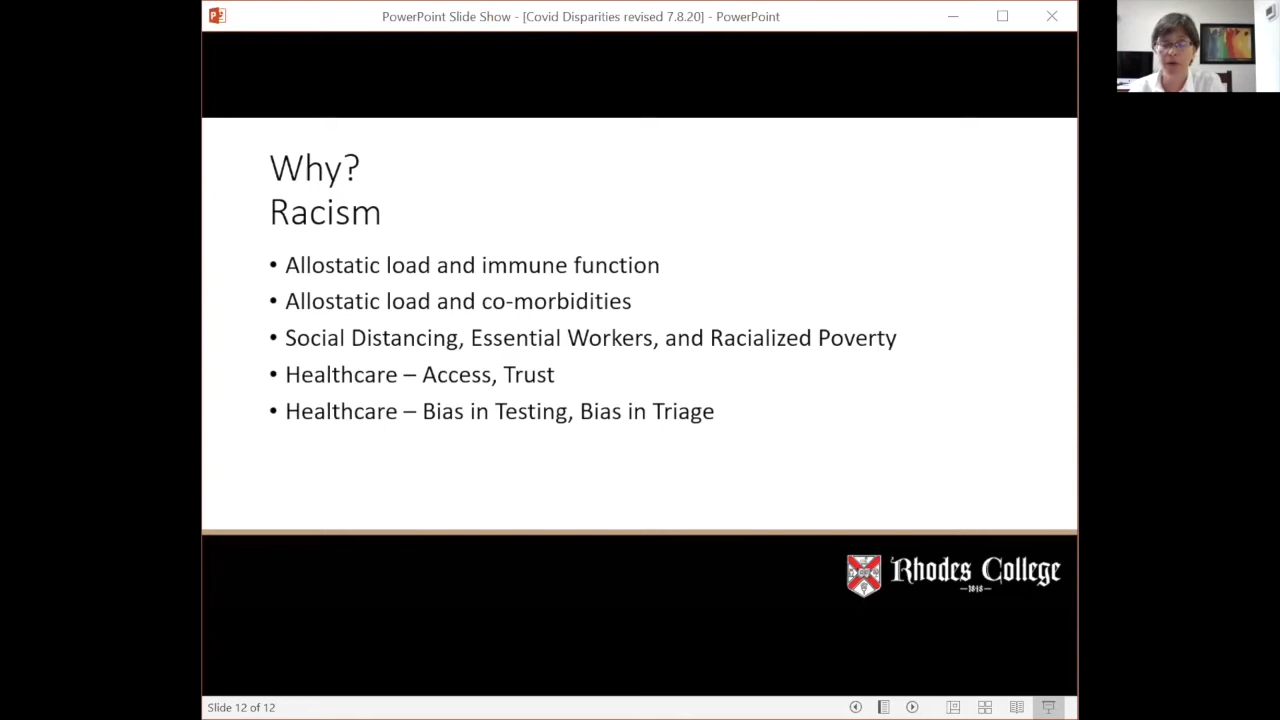 PowerPoint Slide Show - [Covid Disparities revised 7.8.20] - PowerPoint
Why?
Racism
• Allostatic load and immune function
• Allostatic load and co-morbidities
• Social Distancing, Essential Workers, and Racialized Poverty
• Healthcare – Access, Trust
• Healthcare – Bias in Testing, Bias in Triage
Rhodes College
—1848—
Slide 12 of 12